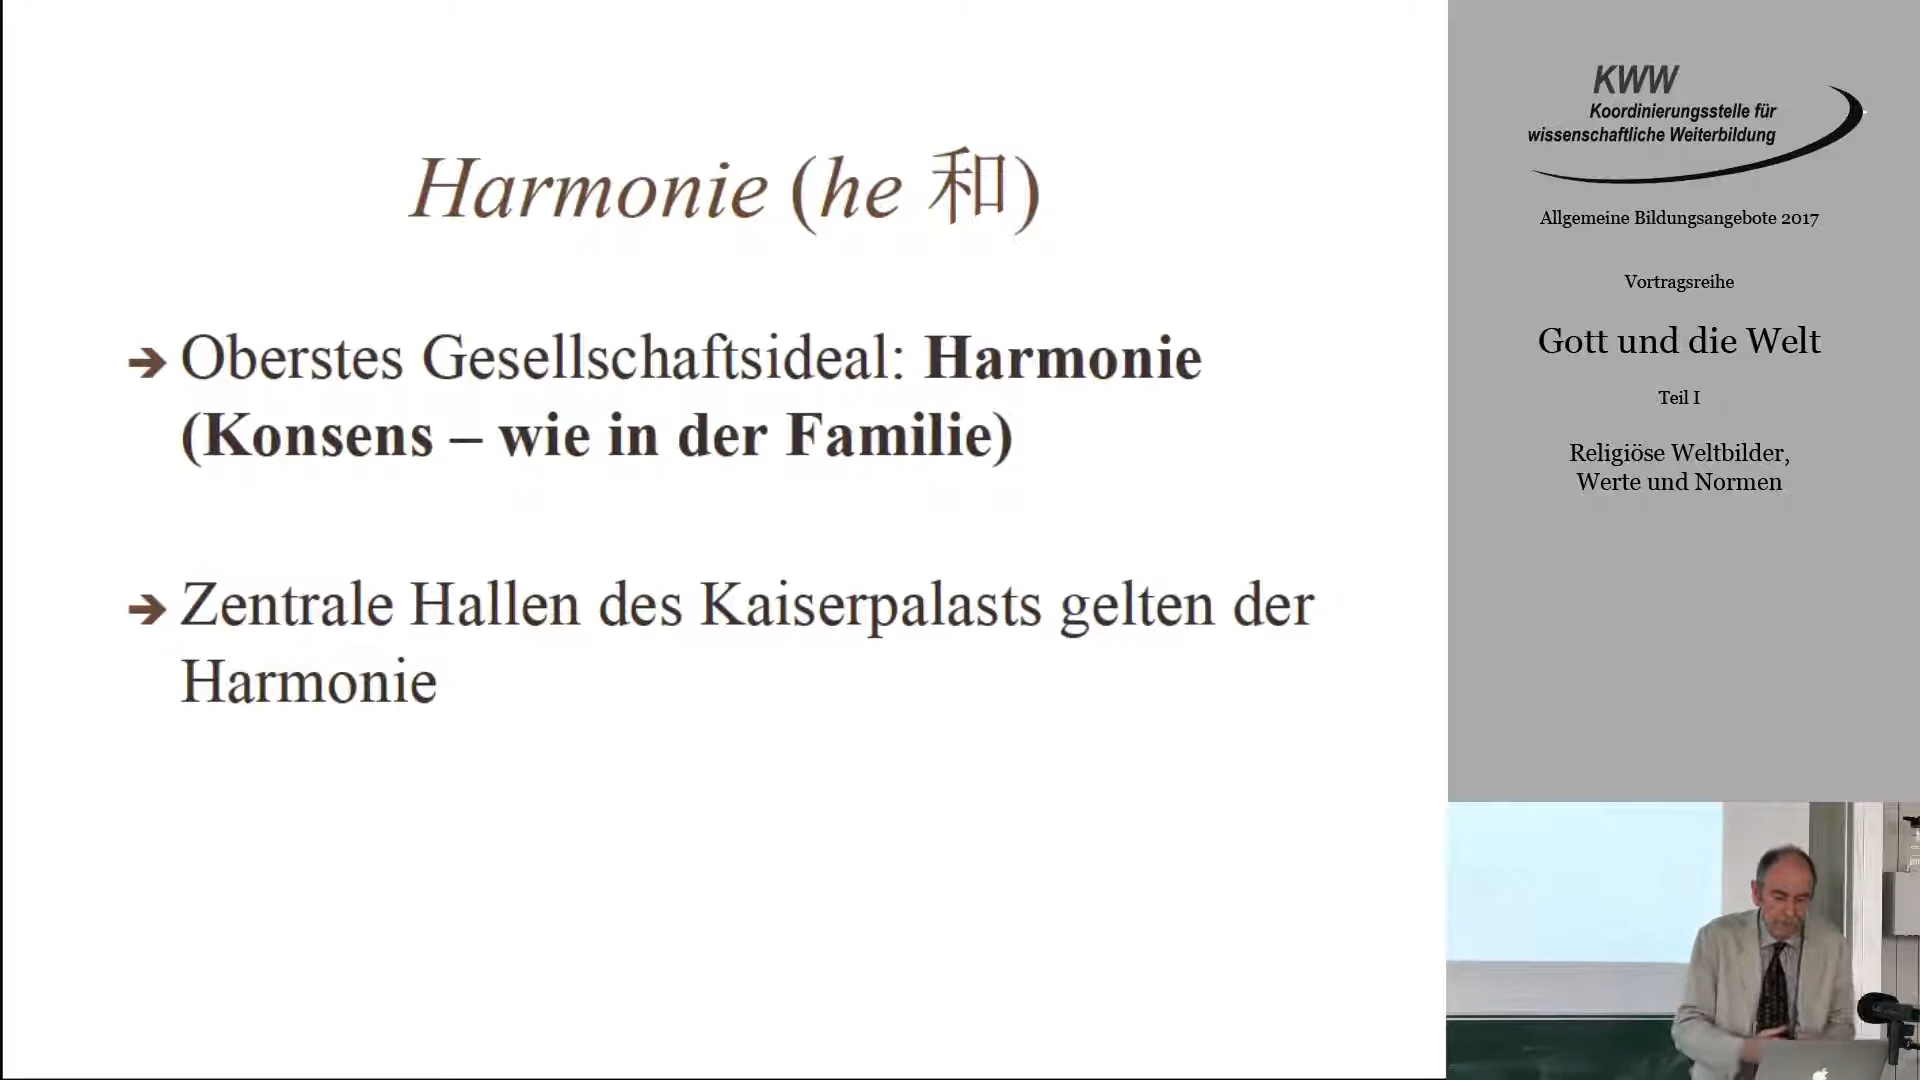 Harmonie (he 和)
➔ Oberstes Gesellschaftsideal: Harmonie
(Konsens – wie in der Familie)
➔ Zentrale Hallen des Kaiserpalasts gelten der
Harmonie
KWW
Koordinierungsstelle für
wissenschaftliche Weiterbildung
Allgemeine Bildungsangebote 2017
Vortragsreihe
Gott und die Welt
Teil I
Religiöse Weltbilder,
Werte und Normen